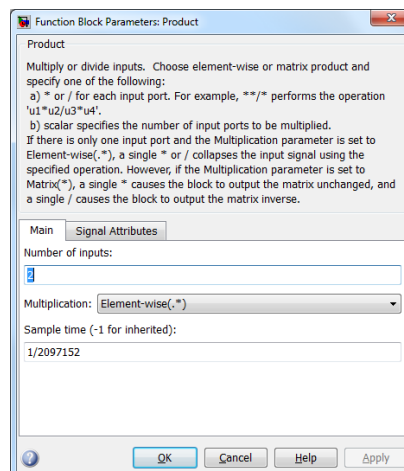 Function Block Parameters: Product
Product
Multiply or divide inputs.  Choose element-wise or matrix product and
specify one of the following:
a) * or / for each input port. For example, **/* performs the operation
'u1*u2/u3*u4'.
b) scalar specifies the number of input ports to be multiplied.
If there is only one input port and the Multiplication parameter is set to
Element-wise(.*), a single * or / collapses the input signal using the
specified operation. However, if the Multiplication parameter is set to
Matrix(*), a single * causes the block to output the matrix unchanged, and
a single / causes the block to output the matrix inverse.
Main Signal Attributes
Number of inputs:
2
Multiplication: Element-wise(.*)
Sample time (-1 for inherited):
1/2097152
OK Cancel Help Apply